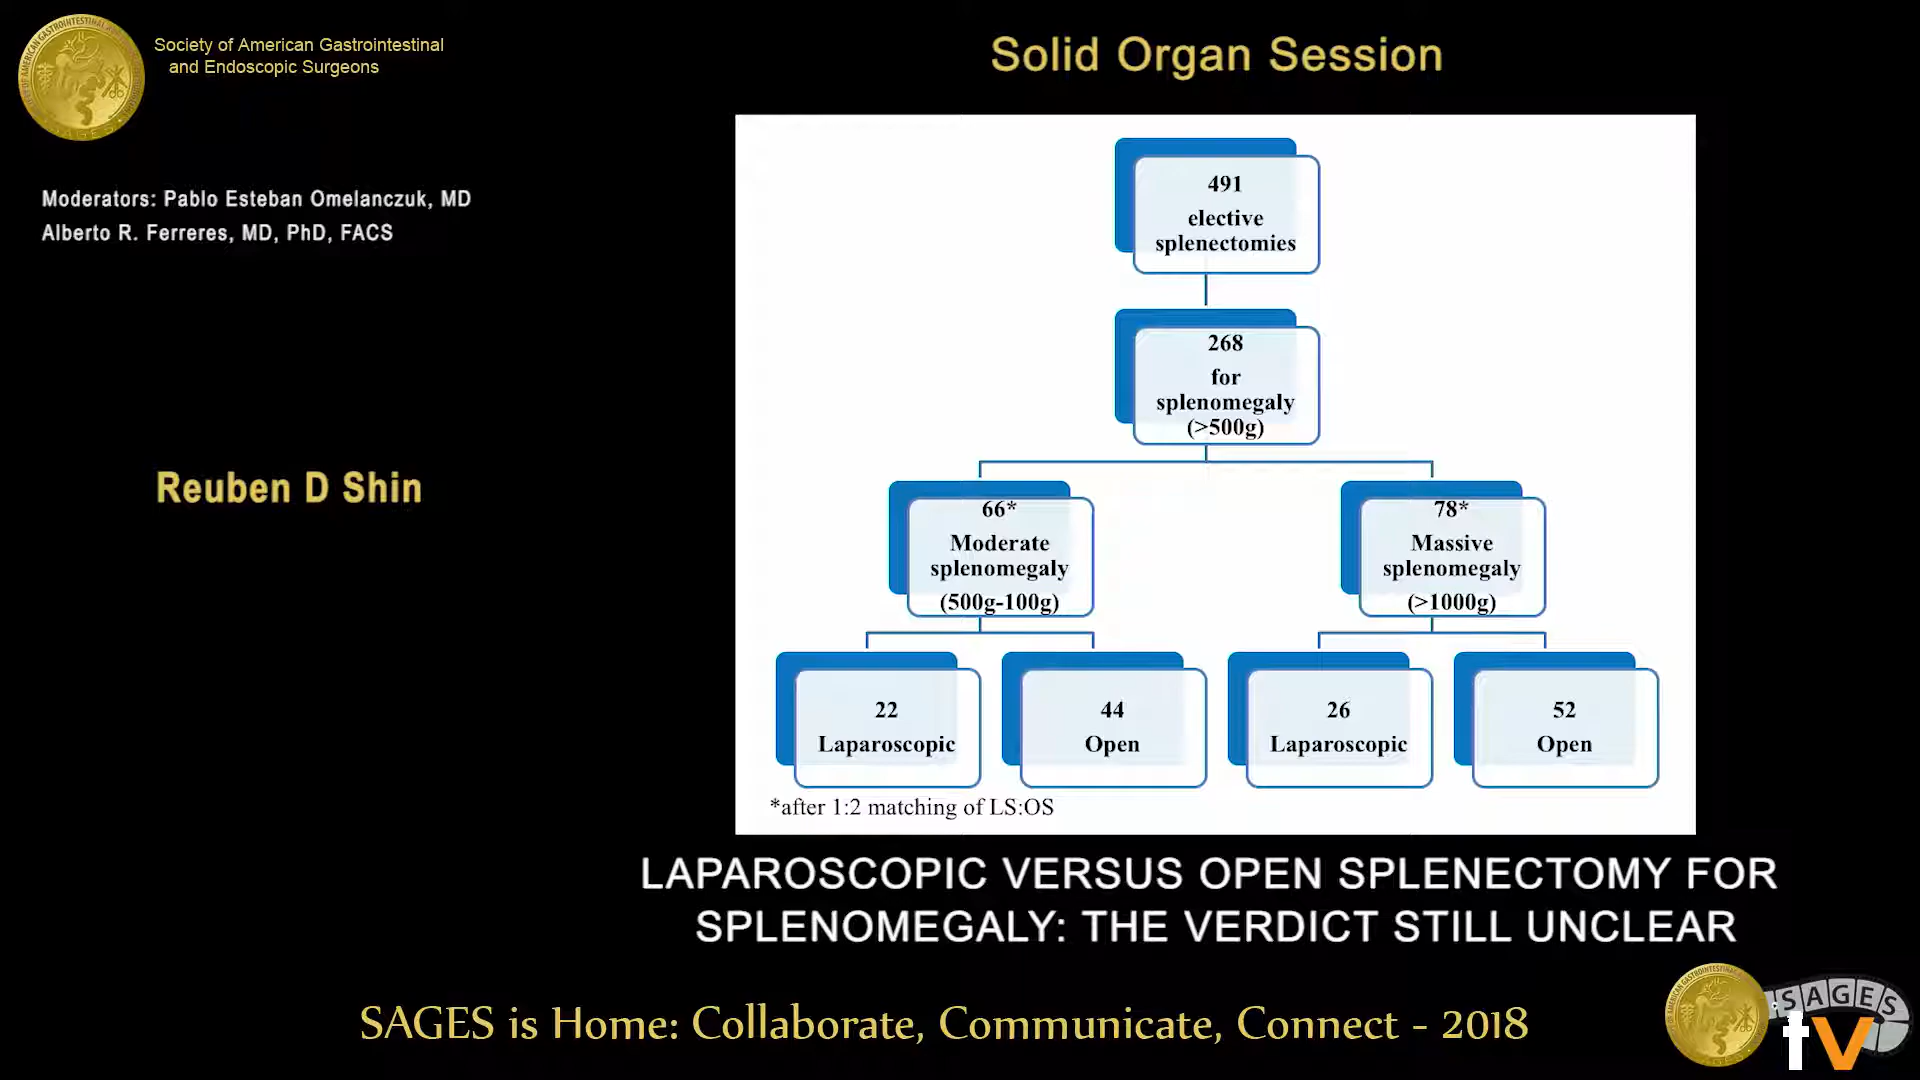 Society of American Gastrointestinal
and Endoscopic Surgeons
Solid Organ Session
Moderators: Pablo Esteban Omelanczuk, MD
Alberto R. Ferreres, MD, PhD, FACS
Reuben D Shin
491
elective
splenectomies
268
for
splenomegaly
(>500g)
66*
Moderate
splenomegaly
(500g-100g)
78*
Massive
splenomegaly
(>1000g)
22
Laparoscopic
44
Open
26
Laparoscopic
52
Open
*after 1:2 matching of LS:OS
LAPAROSCOPIC VERSUS OPEN SPLENECTOMY FOR
SPLENOMEGALY: THE VERDICT STILL UNCLEAR
SAGES is Home: Collaborate, Communicate, Connect - 2018
SAGES
tv